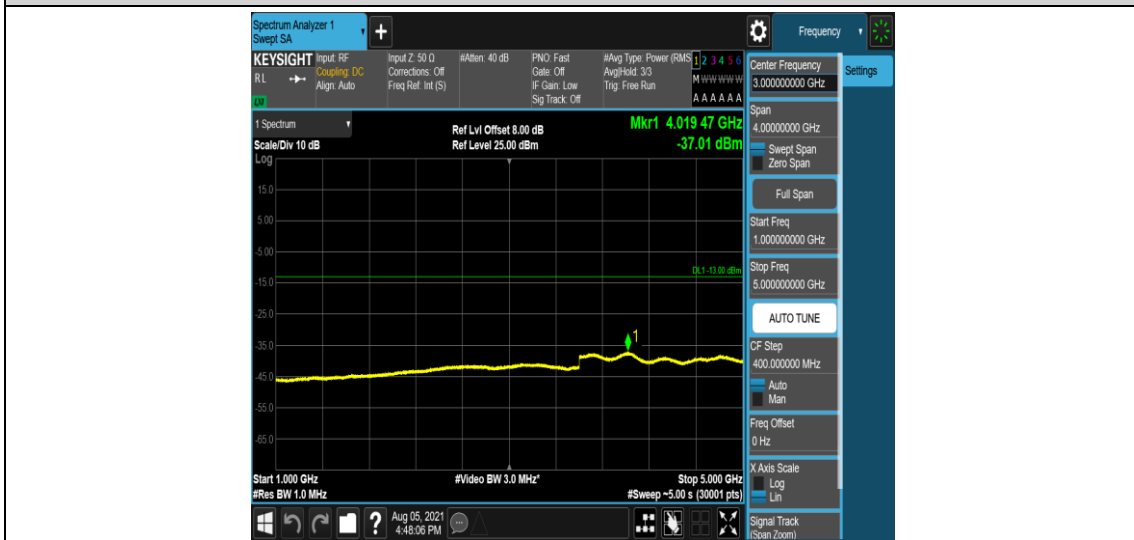 Spectrum Analyzer 1
Swept SA
+
Frequency
KEYSIGHT
RL
LXI
Input: RF
Coupling: DC
Align: Auto
Input Z: 50 Ω
Corrections: Off
Freq Ref: Int (S)
#Atten: 40 dB
PNO: Fast
Gate: Off
IF Gain: Low
Sig Track: Off
#Avg Type: Power (RMS
Avg|Hold: 3/3
Trig: Free Run
1 2 3 4 5 6
M W W W W W
A A A A A A
1 Spectrum
Scale/Div 10 dB
Log
Ref Lvl Offset 8.00 dB
Ref Level 25.00 dBm
Mkr1 4.019 47 GHz
-37.01 dBm
15.0
5.00
-5.00
-15.0
-25.0
-35.0
-45.0
-55.0
-65.0
DL1 -13.00 dBm
1
Start 1.000 GHz
#Res BW 1.0 MHz
#Video BW 3.0 MHz*
Stop 5.000 GHz
#Sweep ~5.00 s (30001 pts)
Center Frequency
3.000000000 GHz
Settings
Span
4.00000000 GHz
Swept Span
Zero Span
Full Span
Start Freq
1.000000000 GHz
Stop Freq
5.000000000 GHz
AUTO TUNE
CF Step
400.000000 MHz
Auto
Man
Freq Offset
0 Hz
X Axis Scale
Log
Lin
Signal Track
(Span Zoom)
?
Aug 05, 2021
4:48:06 PM